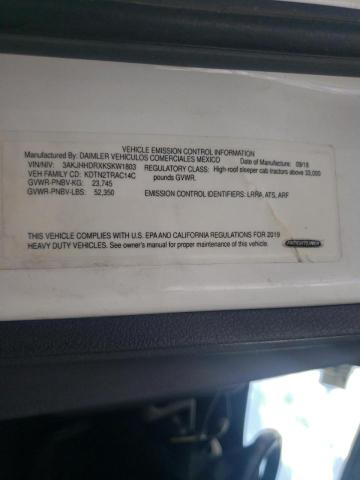 VEHICLE EMISSION CONTROL INFORMATION
Manufactured By: DAIMLER VEHICULOS COMERCIALES MEXICO Date of Manufacture: 09/18
VIN/NIV: 3AKJHHDRXKSKW1803 REGULATORY CLASS: High-roof sleeper cab tractors above 33,000
VEH FAMILY CD: KDTN2TRAC14C pounds GVWR.
GVWR-PNBV-KG: 23,745
GVWR-PNBV-LBS: 52,350 EMISSION CONTROL IDENTIFIERS: LRRA, ATS, ARF
THIS VEHICLE COMPLIES WITH U.S. EPA AND CALIFORNIA REGULATIONS FOR 2019
HEAVY DUTY VEHICLES. See owner's manual for proper maintenance of this vehicle.
FREIGHTLINER